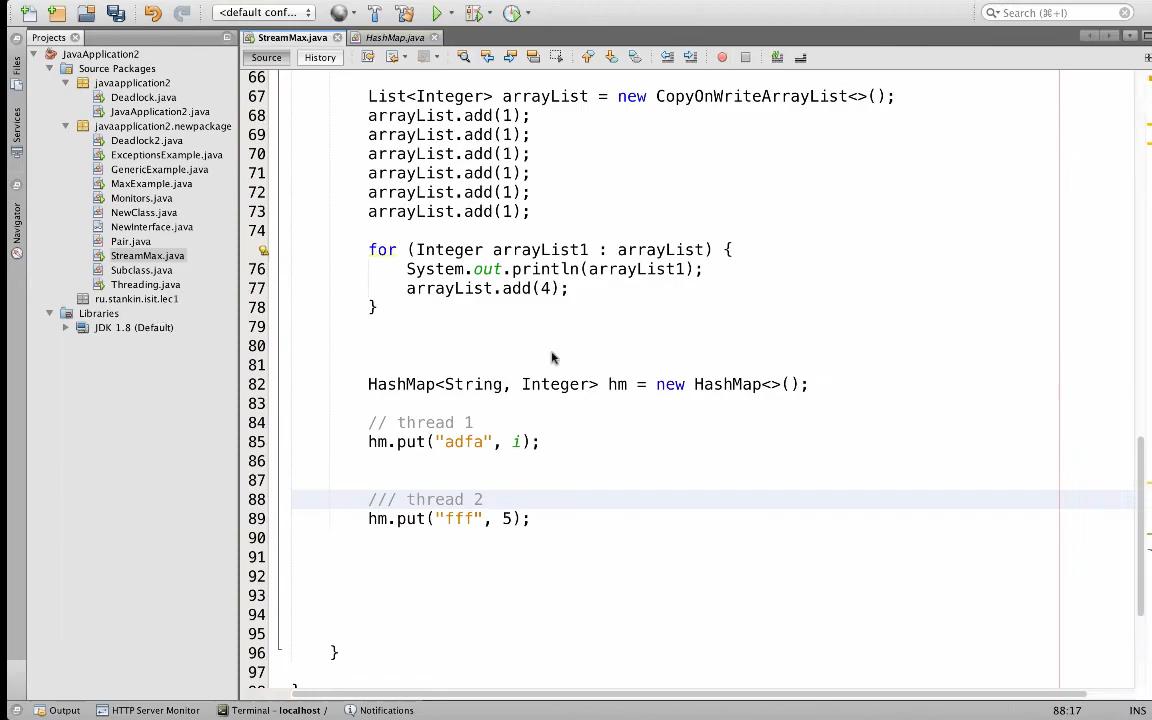 <default conf...
Search (⌘+I)
Projects
StreamMax.java
HashMap.java
Files
Services
Navigator
JavaApplication2
Source Packages
javaapplication2
Deadlock.java
JavaApplication2.java
javaapplication2.newpackage
Deadlock2.java
ExceptionsExample.java
GenericExample.java
MaxExample.java
Monitors.java
NewClass.java
NewInterface.java
Pair.java
StreamMax.java
Subclass.java
Threading.java
ru.stankin.isit.lec1
Libraries
JDK 1.8 (Default)
Source
History
66
67 List<Integer> arrayList = new CopyOnWriteArrayList<>();
68 arrayList.add(1);
69 arrayList.add(1);
70 arrayList.add(1);
71 arrayList.add(1);
72 arrayList.add(1);
73 arrayList.add(1);
74
for (Integer arrayList1 : arrayList) {
76 System.out.println(arrayList1);
77 arrayList.add(4);
78 }
79
80
81
82 HashMap<String, Integer> hm = new HashMap<>();
83
84 // thread 1
85 hm.put("adfa", i);
86
87
88 /// thread 2
89 hm.put("fff", 5);
90
91
92
93
94
95
96 }
97
Output
HTTP Server Monitor
Terminal - localhost /
Notifications
88:17
INS